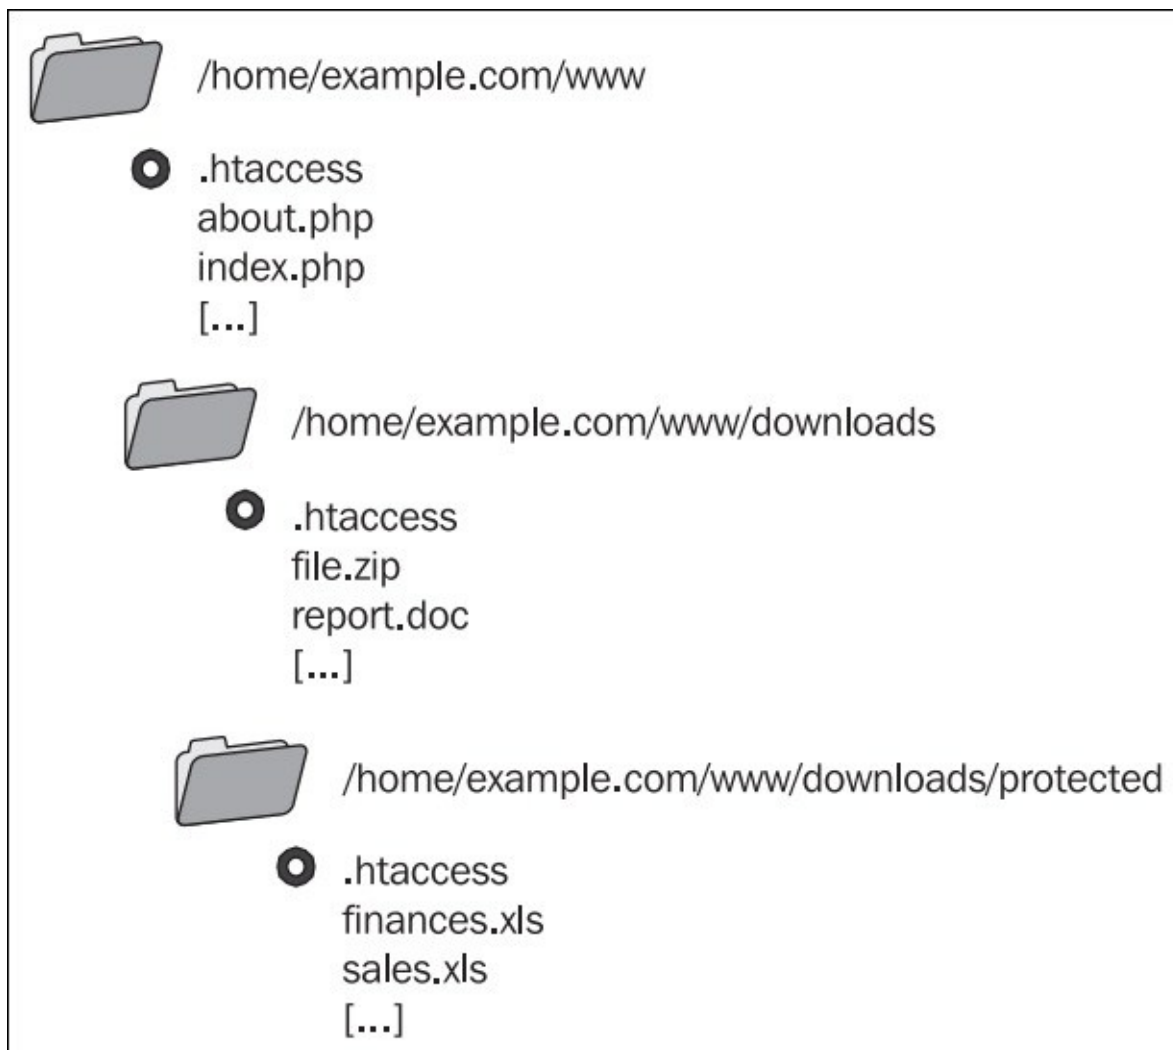 /home/example.com/www
.htaccess
about.php
index.php
[...]
/home/example.com/www/downloads
.htaccess
file.zip
report.doc
[...]
/home/example.com/www/downloads/protected
.htaccess
finances.xls
sales.xls
[...]